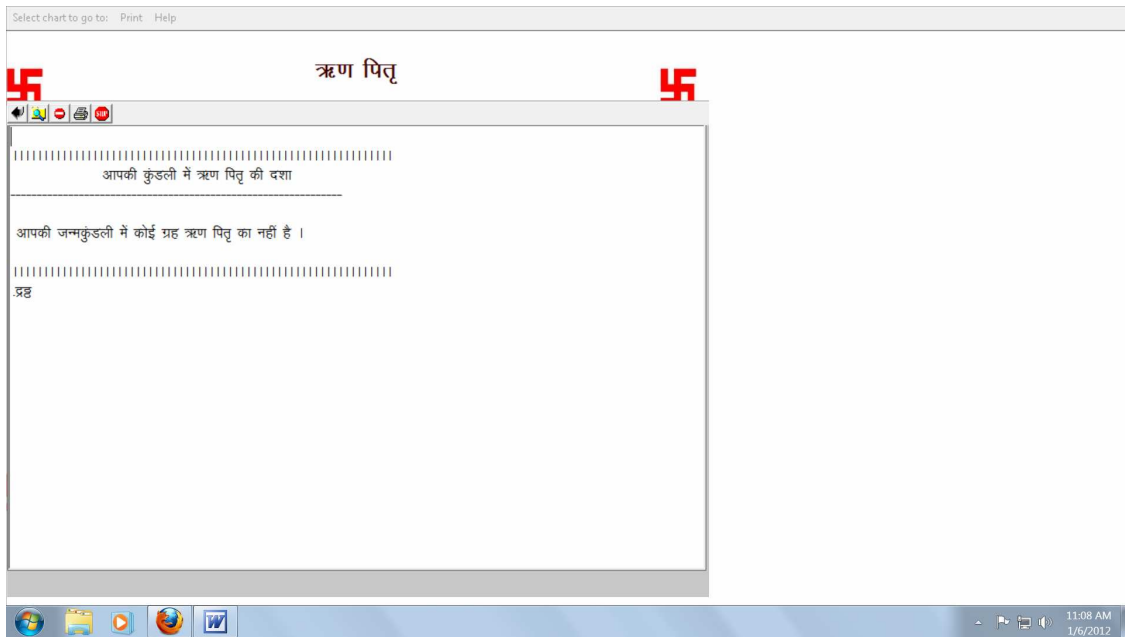 Select chart to go to: Print Help
ऋण पितृ
STOP
||||||||||||||||||||||||||||||||||||||||||||||||||||||||||||||
आपकी कुंडली में ऋण पितृ की दशा
----------------------------------------------------------------
आपकी जन्मकुंडली में कोई ग्रह ऋण पितृ का नहीं है ।
||||||||||||||||||||||||||||||||||||||||||||||||||||||||||||||
W
11:08 AM
1/6/2012